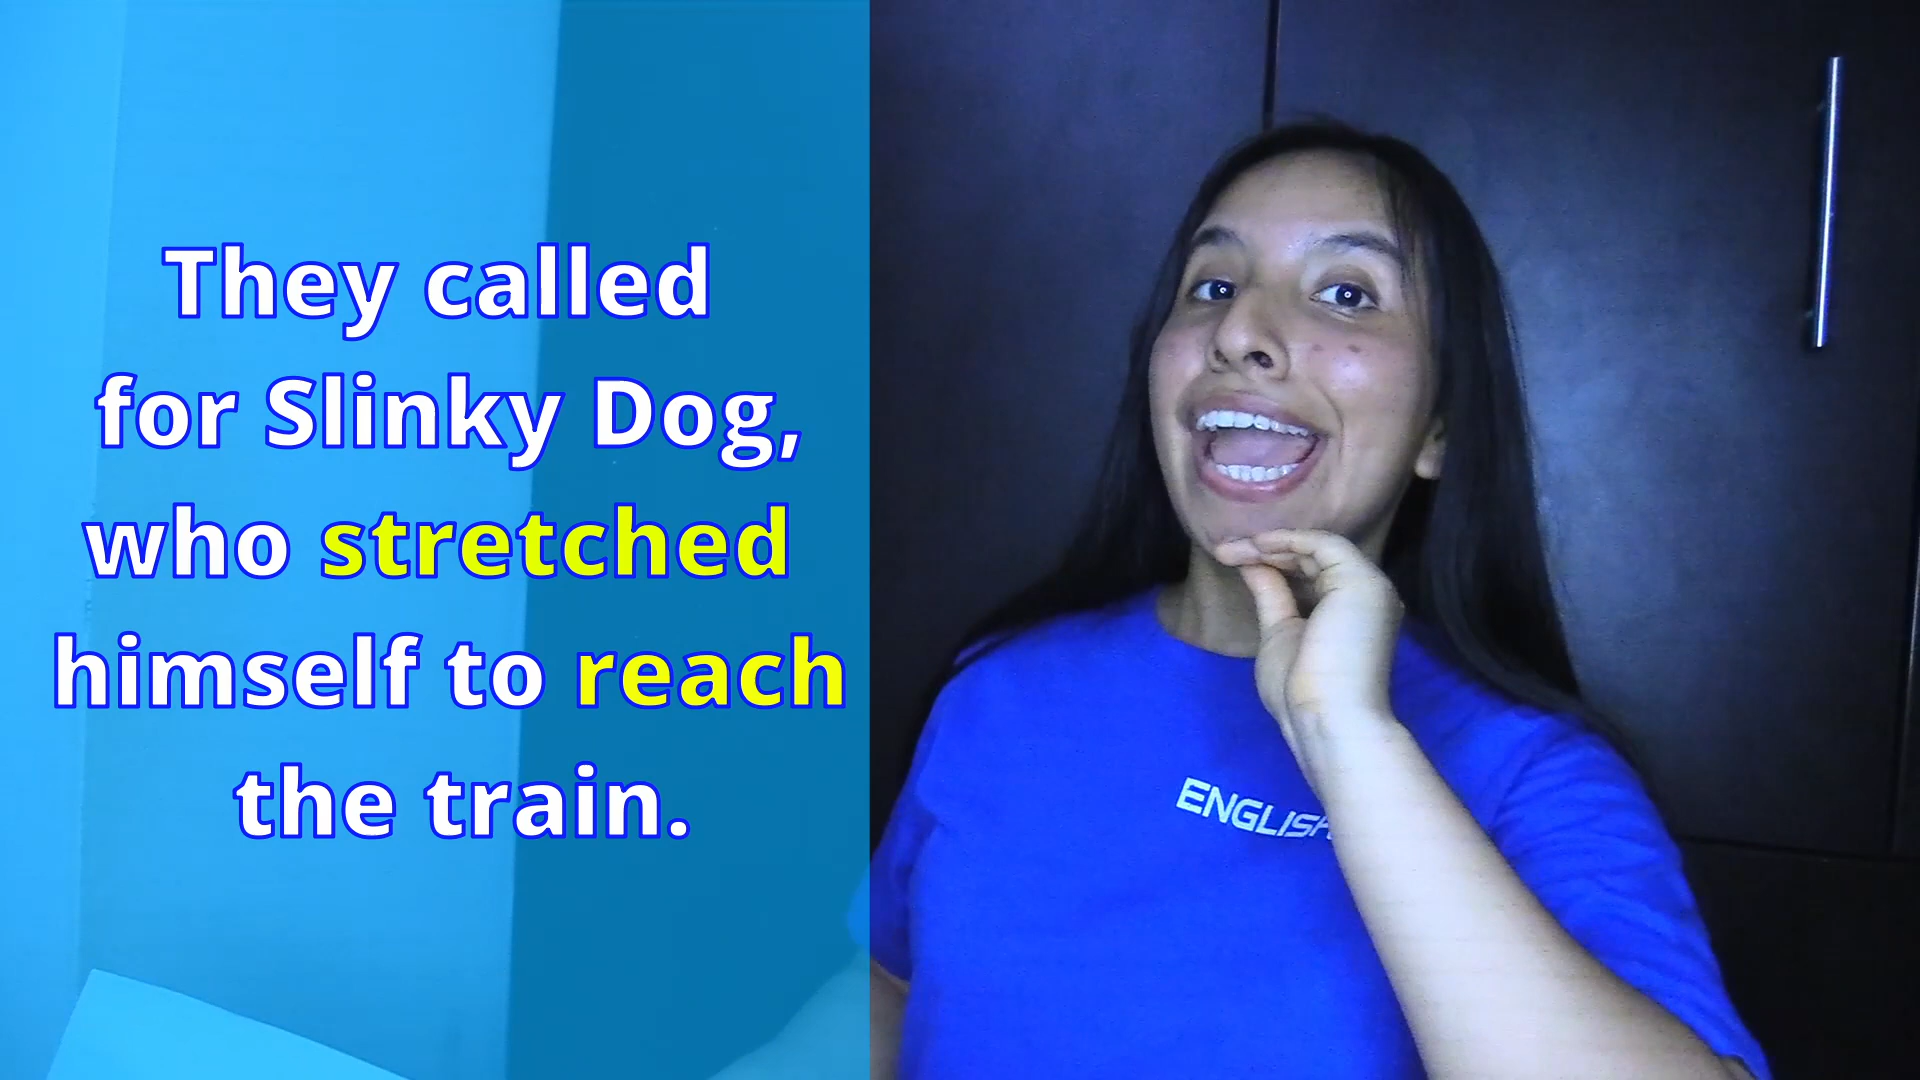 They called
for Slinky Dog,
who stretched
himself to reach
the train.
ENGLISH